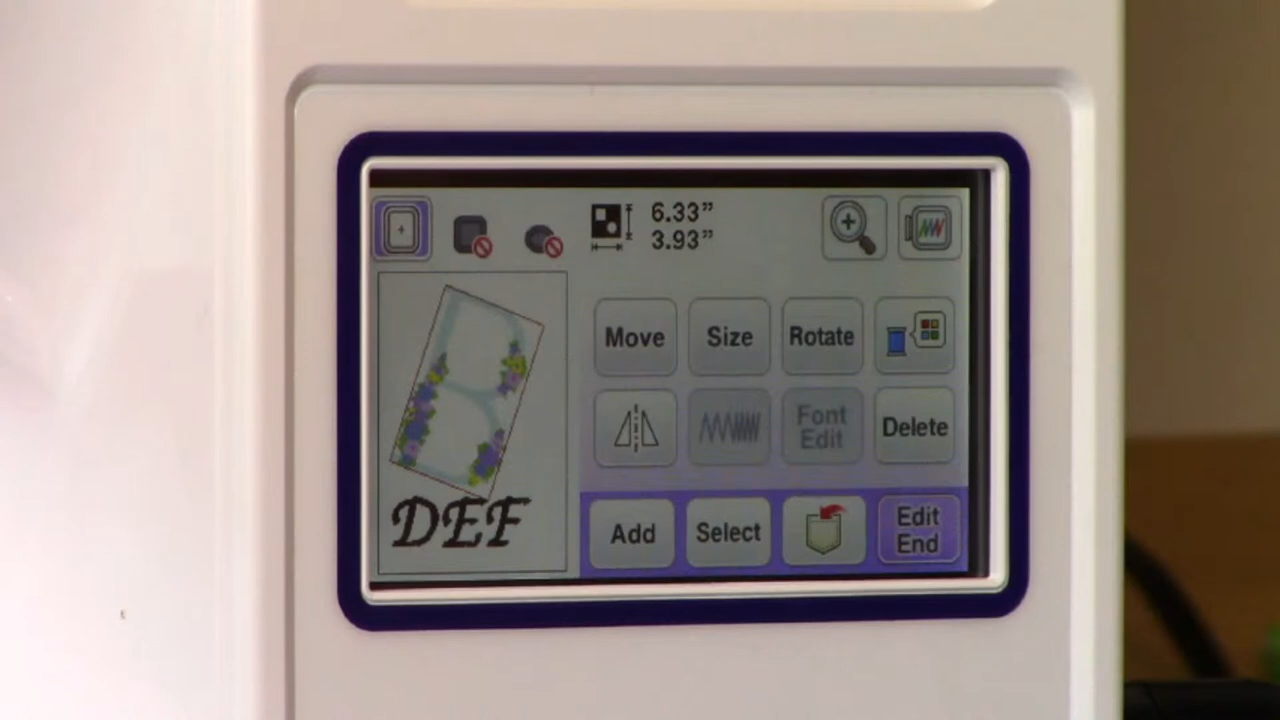 6.33”
3.93”
Move Size Rotate
Font
Edit
Delete
DEF
Add Select
Edit
End